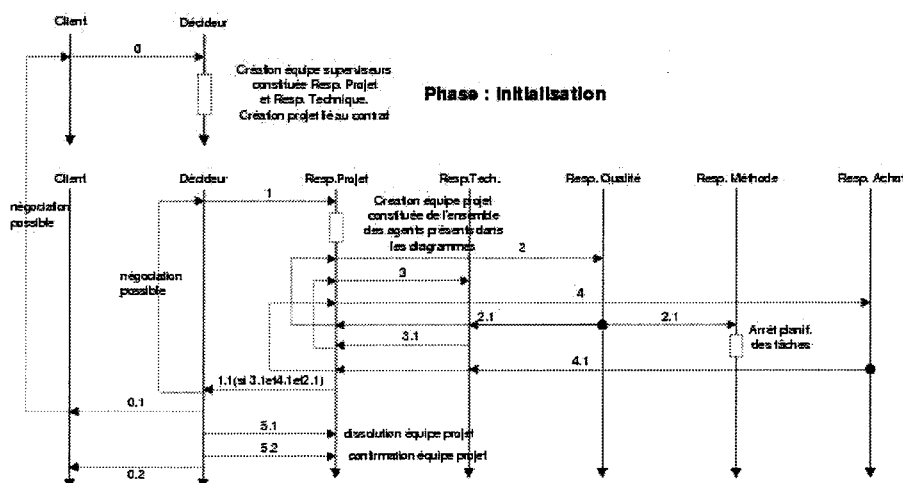 Client
Décideur
0
Création équipe superviseurs
constituée Resp. Projet
et Resp. Technique.
Création projet lié au contrat
Phase : Initialisation
Client
Décideur
Resp.Projet
Resp.Tech.
Resp. Qualité
Resp. Méthode
Resp. Achat
négociation
possible
1
Création équipe projet
constituée de l'ensemble
des agents présents dans
les diagrammes
2
négociation
possible
3
4
2.1
2.1
Arrêt planif.
des tâches
3.1
4.1
1.1(si 3.1et4.1et2.1)
0.1
5.1
dissolution équipe projet
5.2
confirmation équipe projet
0.2